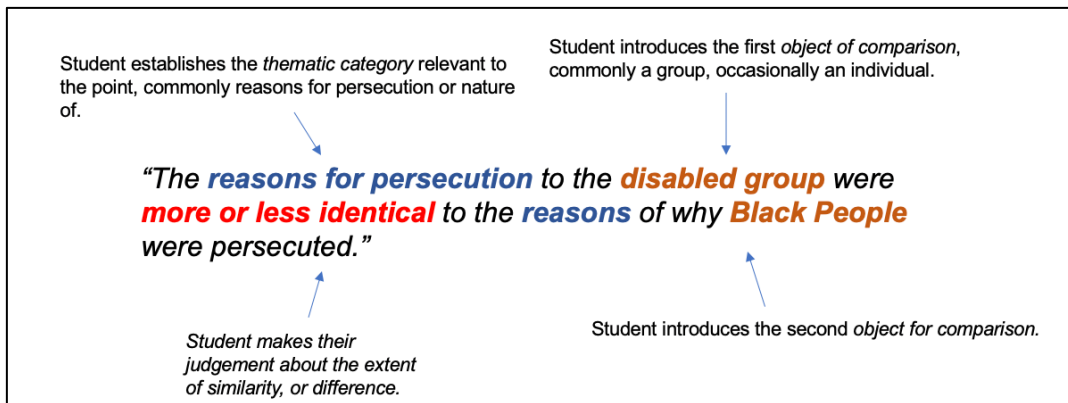 Student establishes the thematic category relevant to
the point, commonly reasons for persecution or nature
of.
Student introduces the first object of comparison,
commonly a group, occasionally an individual.
“The reasons for persecution to the disabled group were
more or less identical to the reasons of why Black People
were persecuted.”
Student makes their
judgement about the extent
of similarity, or difference.
Student introduces the second object for comparison.